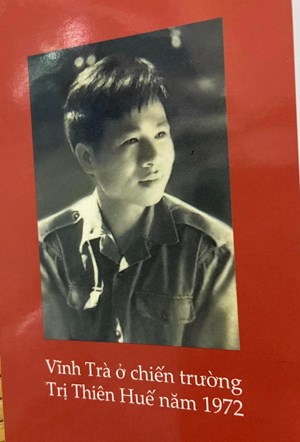 Vĩnh Trà ở chiến trường
Trị Thiên Huế năm 1972